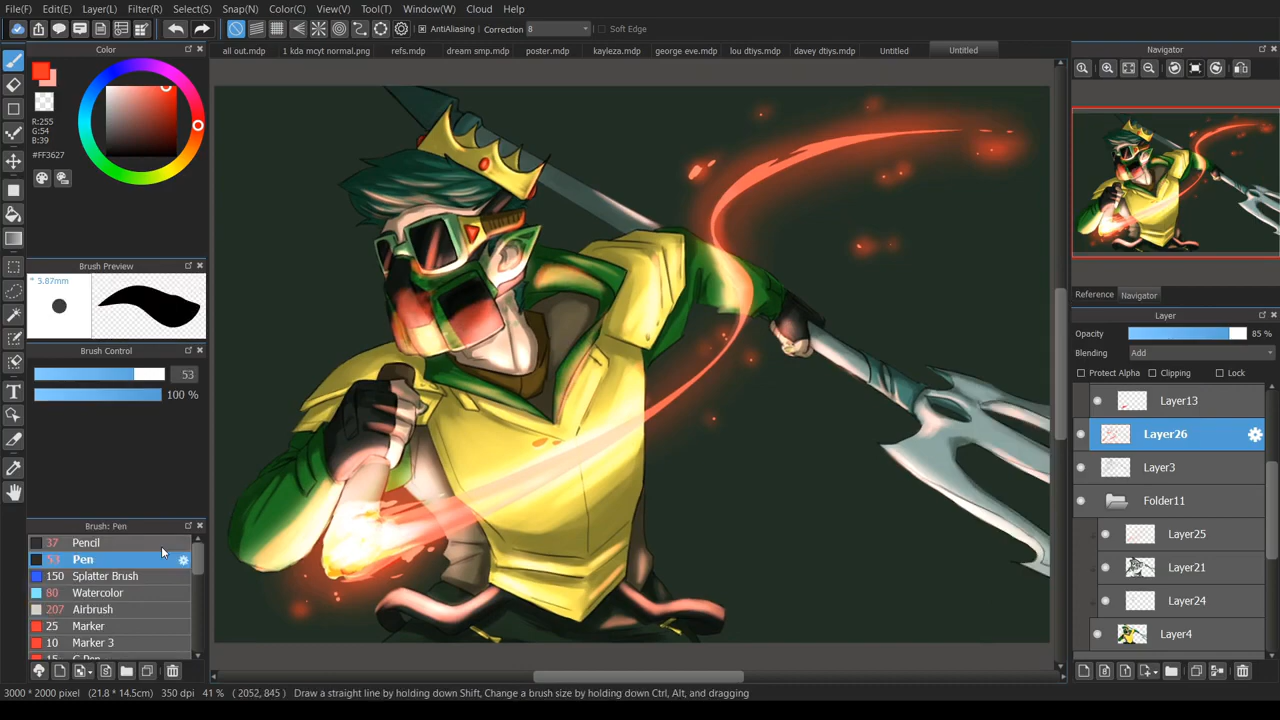 File(F) Edit(E) Layer(L) Filter(R) Select(S) Snap(N) Color(C) View(V) Tool(T) Window(W) Cloud Help
AntiAliasing Correction 8 Soft Edge
all out.mdp 1 kda mcyt normal.png refs.mdp dream smp.mdp poster.mdp kayleza.mdp george eve.mdp lou dtiys.mdp davey dtiys.mdp Untitled Untitled
Color
R:255
G:54
B:39
#FF3627
Brush Preview
* 3.87mm
Brush Control
53
100 %
Brush: Pen
37 Pencil
53 Pen
150 Splatter Brush
80 Watercolor
207 Airbrush
25 Marker
10 Marker 3
Navigator
Reference Navigator
Layer
Opacity 85 %
Blending Add
Protect Alpha Clipping Lock
Layer13
Layer26
Layer3
Folder11
Layer25
Layer21
Layer24
Layer4
3000 * 2000 pixel (21.8 * 14.5cm) 350 dpi 41 % ( 2052, 845 ) Draw a straight line by holding down Shift, Change a brush size by holding down Ctrl, Alt, and dragging